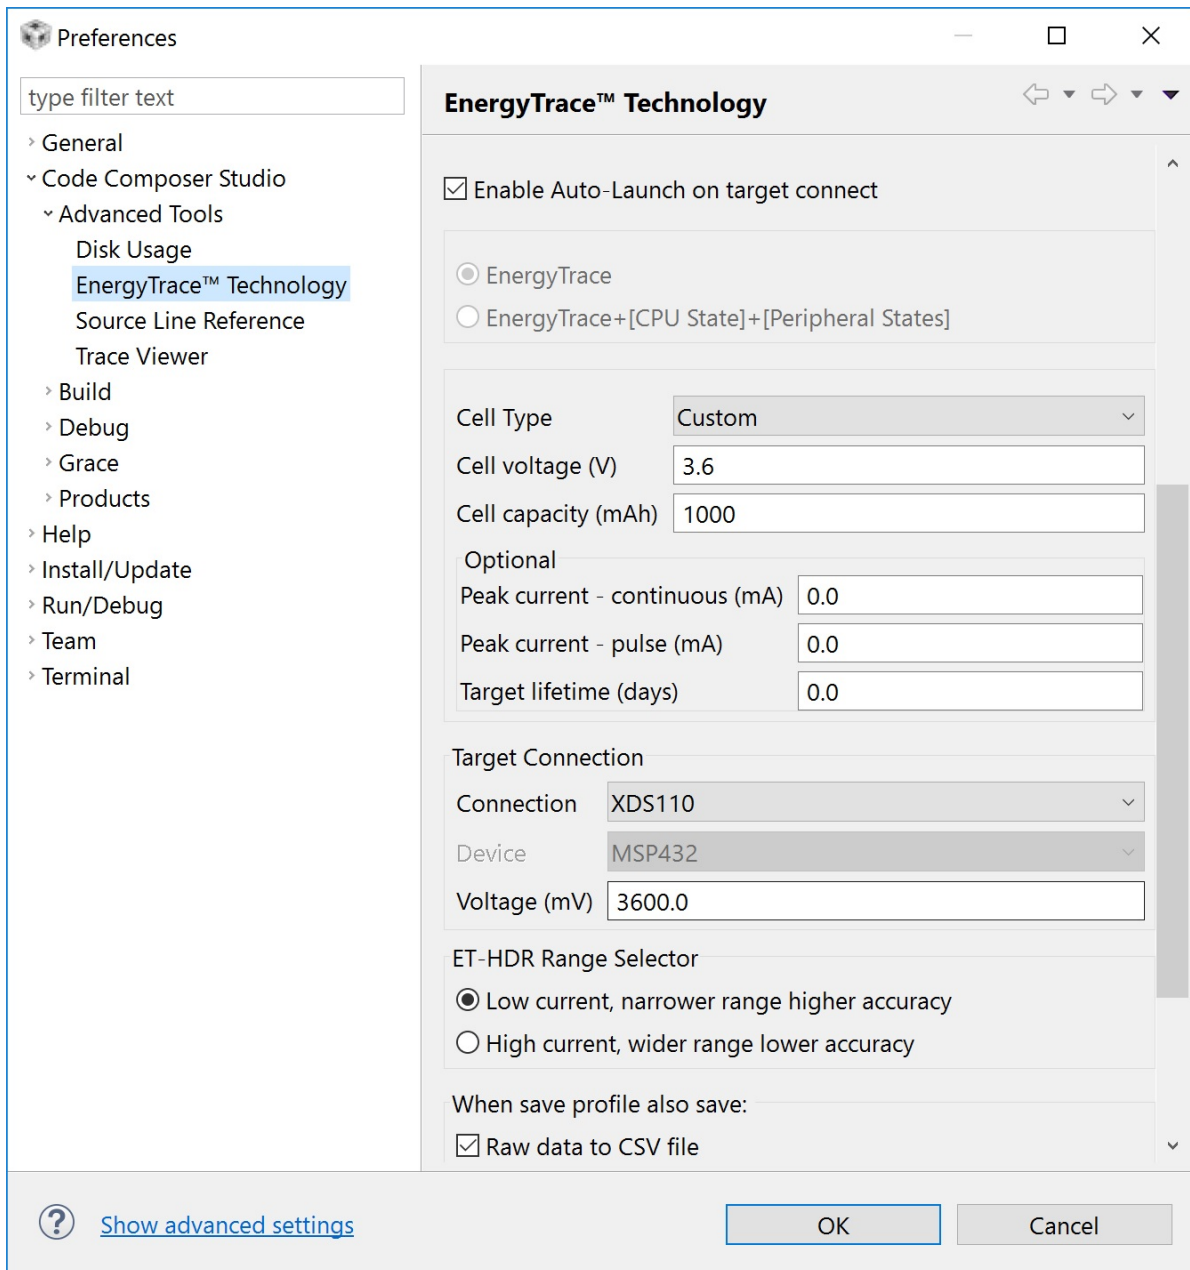 Preferences
type filter text
General
Code Composer Studio
Advanced Tools
Disk Usage
EnergyTrace™ Technology
Source Line Reference
Trace Viewer
Build
Debug
Grace
Products
Help
Install/Update
Run/Debug
Team
Terminal
EnergyTrace™ Technology
Enable Auto-Launch on target connect
EnergyTrace
EnergyTrace+[CPU State]+[Peripheral States]
Cell Type Custom
Cell voltage (V) 3.6
Cell capacity (mAh) 1000
Optional
Peak current - continuous (mA) 0.0
Peak current - pulse (mA) 0.0
Target lifetime (days) 0.0
Target Connection
Connection XDS110
Device MSP432
Voltage (mV) 3600.0
ET-HDR Range Selector
Low current, narrower range higher accuracy
High current, wider range lower accuracy
When save profile also save:
Raw data to CSV file
? Show advanced settings
OK Cancel